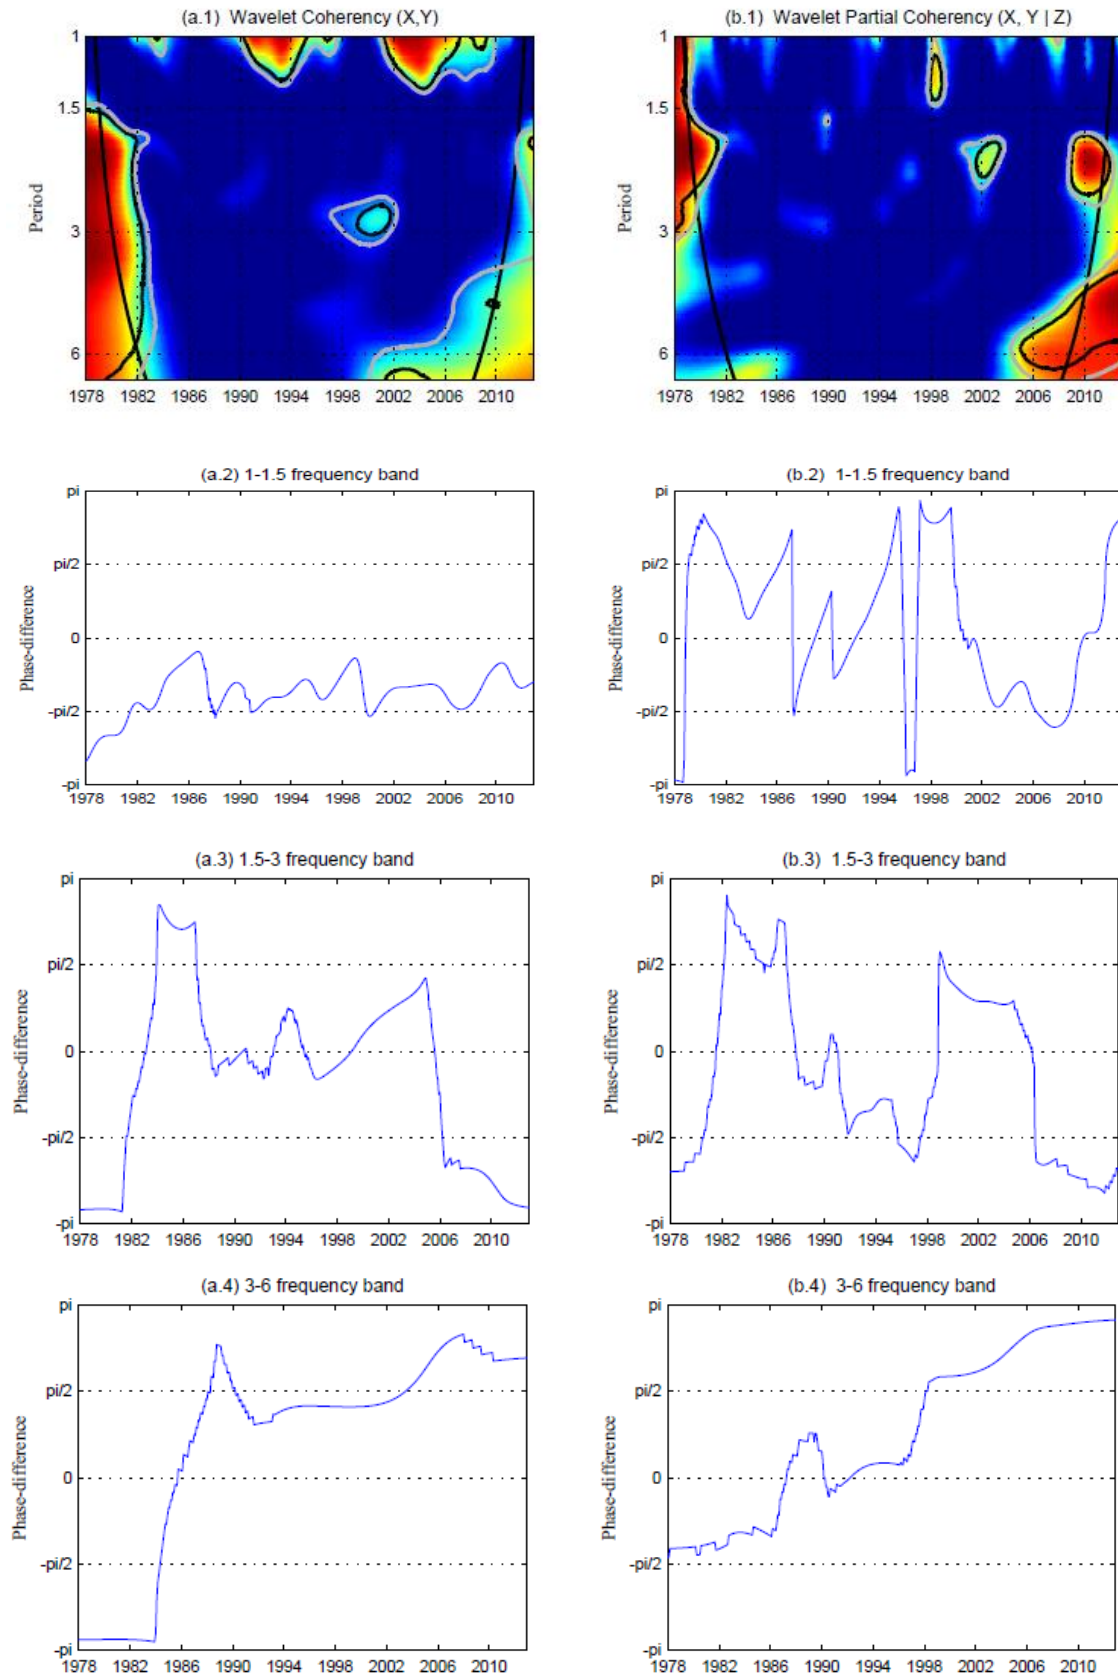 (a.1) Wavelet Coherency (X,Y)
1
1.5
3
6
Period
1978 1982 1986 1990 1994 1998 2002 2006 2010
(b.1) Wavelet Partial Coherency (X, Y | Z)
1
1.5
3
6
Period
1978 1982 1986 1990 1994 1998 2002 2006 2010
(a.2) 1-1.5 frequency band
pi
pi/2
0
-pi/2
-pi
Phase-difference
1978 1982 1986 1990 1994 1998 2002 2006 2010
(b.2) 1-1.5 frequency band
pi
pi/2
0
-pi/2
-pi
Phase-difference
1978 1982 1986 1990 1994 1998 2002 2006 2010
(a.3) 1.5-3 frequency band
pi
pi/2
0
-pi/2
-pi
Phase-difference
1978 1982 1986 1990 1994 1998 2002 2006 2010
(b.3) 1.5-3 frequency band
pi
pi/2
0
-pi/2
-pi
Phase-difference
1978 1982 1986 1990 1994 1998 2002 2006 2010
(a.4) 3-6 frequency band
pi
pi/2
0
-pi/2
-pi
Phase-difference
1978 1982 1986 1990 1994 1998 2002 2006 2010
(b.4) 3-6 frequency band
pi
pi/2
0
-pi/2
-pi
Phase-difference
1978 1982 1986 1990 1994 1998 2002 2006 2010